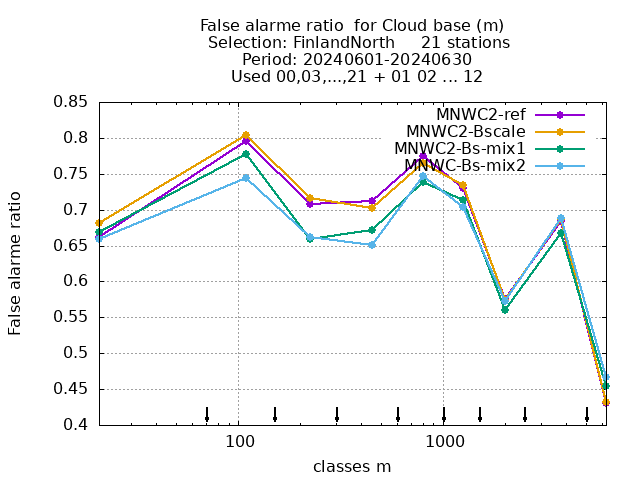 False alarme ratio  for Cloud base (m)
Selection: FinlandNorth     21 stations
Period: 20240601-20240630
Used 00,03,...,21 + 01 02 ... 12
MNWC2-ref
MNWC2-Bscale
MNWC2-Bs-mix1
MNWC-Bs-mix2
False alarme ratio
0.85
0.8
0.75
0.7
0.65
0.6
0.55
0.5
0.45
0.4
100
1000
classes m